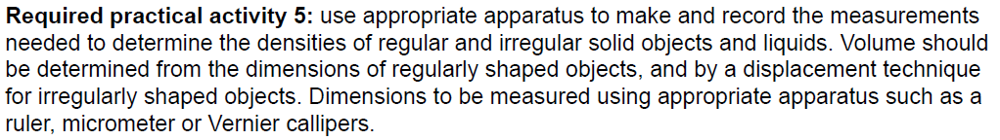 Required practical activity 5: use appropriate apparatus to make and record the measurements
needed to determine the densities of regular and irregular solid objects and liquids. Volume should
be determined from the dimensions of regularly shaped objects, and by a displacement technique
for irregularly shaped objects. Dimensions to be measured using appropriate apparatus such as a
ruler, micrometer or Vernier callipers.